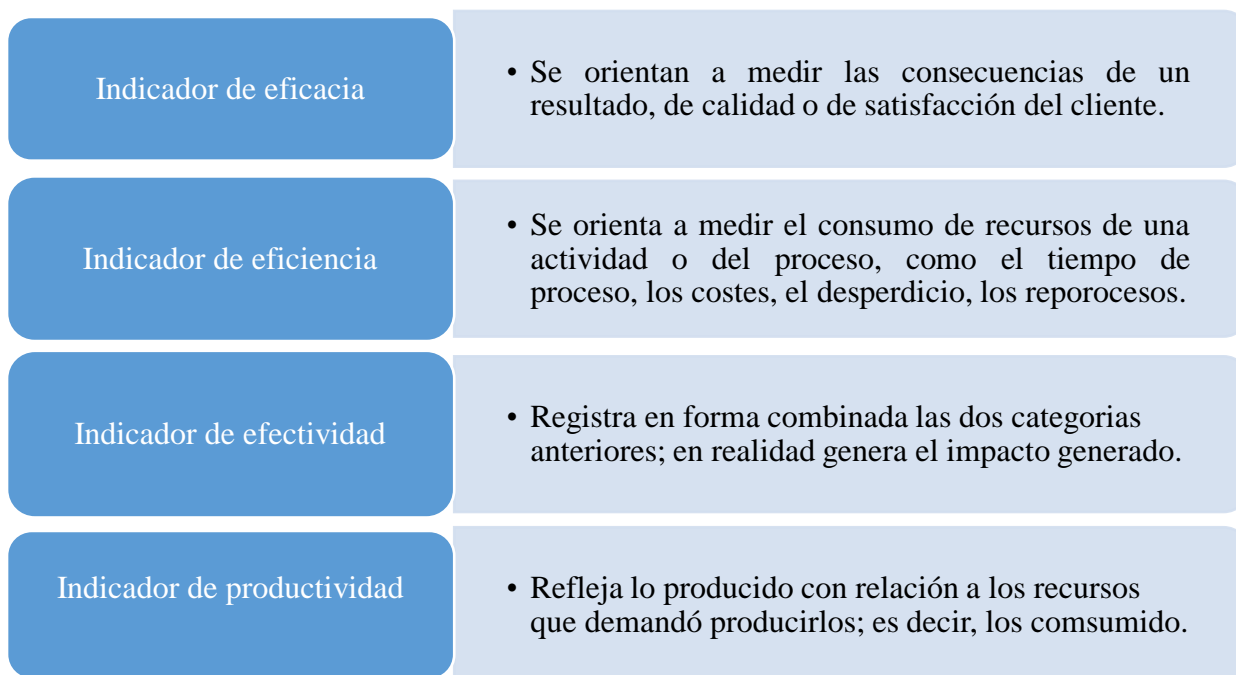 Indicador de eficacia
• Se orientan a medir las consecuencias de un
resultado, de calidad o de satisfacción del cliente.
Indicador de eficiencia
• Se orienta a medir el consumo de recursos de una
actividad o del proceso, como el tiempo de
proceso, los costes, el desperdicio, los reporocesos.
Indicador de efectividad
• Registra en forma combinada las dos categorias
anteriores; en realidad genera el impacto generado.
Indicador de productividad
• Refleja lo producido con relación a los recursos
que demandó producirlos; es decir, los comsumido.